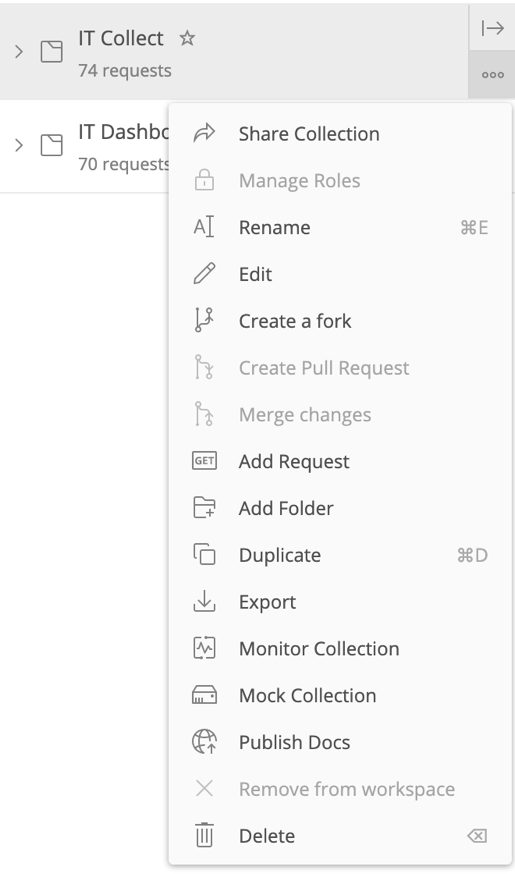 IT Collect
74 requests
IT Dashbo
70 requests
Share Collection
Manage Roles
Rename ⌘E
Edit
Create a fork
Create Pull Request
Merge changes
GET Add Request
Add Folder
Duplicate ⌘D
Export
Monitor Collection
Mock Collection
Publish Docs
Remove from workspace
Delete ⌫